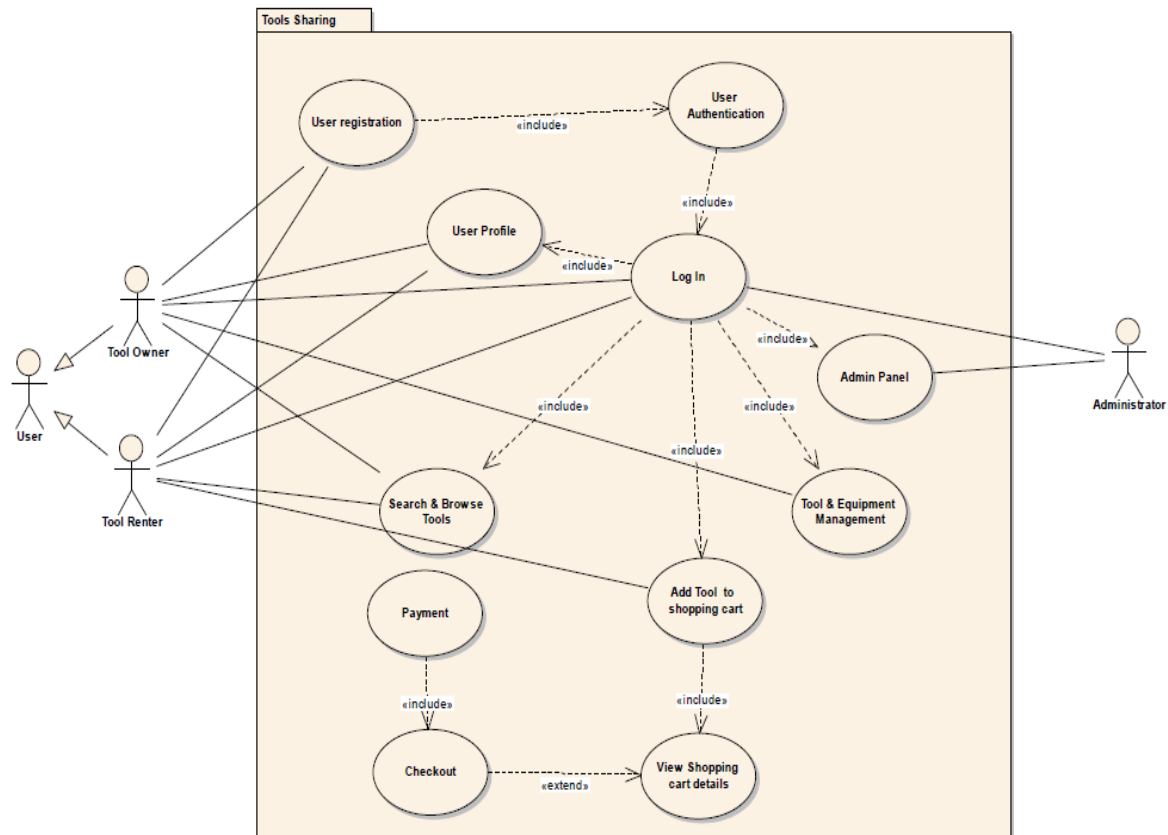 Tools Sharing
User registration
«include»
User
Authentication
«include»
User Profile
«include»
Log In
«include»
Admin Panel
Tool Owner
User
Administrator
«include»
«include»
«include»
Tool Renter
Search & Browse
Tools
Tool & Equipment
Management
Payment
Add Tool to
shopping cart
«include»
«include»
Checkout
«extend»
View Shopping
cart details